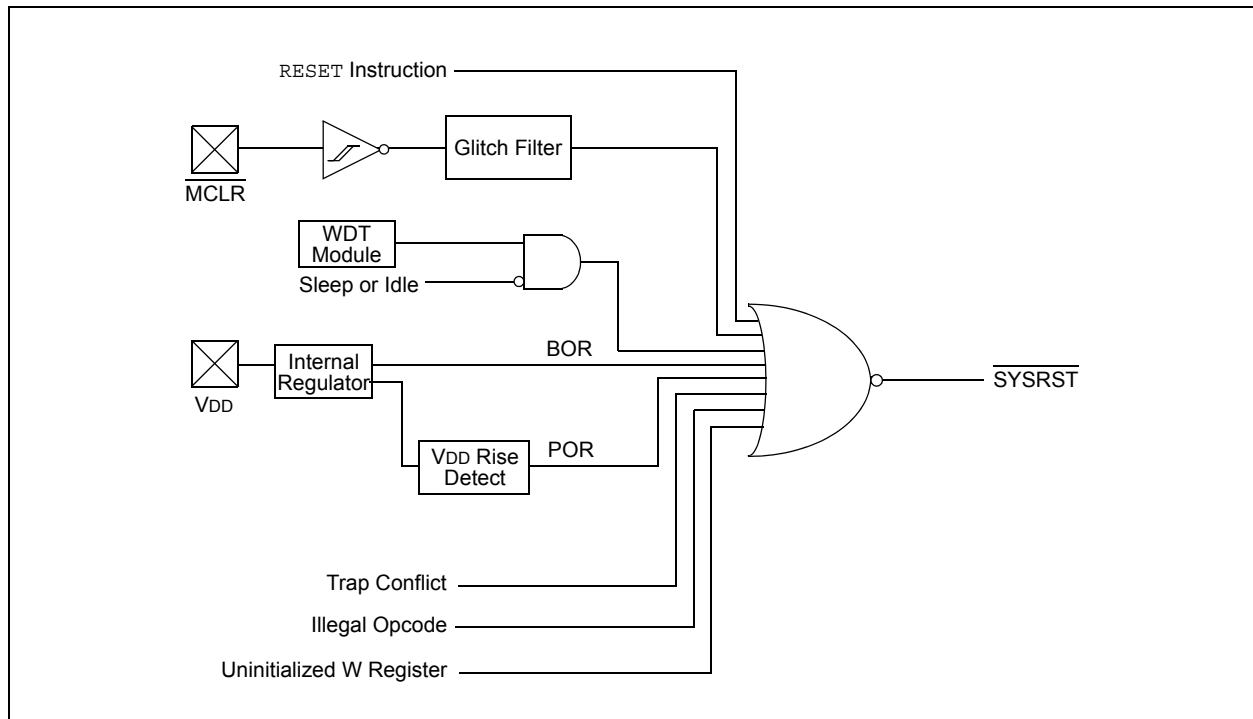 RESET Instruction
Glitch Filter
MCLR
WDT
Module
Sleep or Idle
BOR
Internal
Regulator
VDD
SYSRST
POR
VDD Rise
Detect
Trap Conflict
Illegal Opcode
Uninitialized W Register